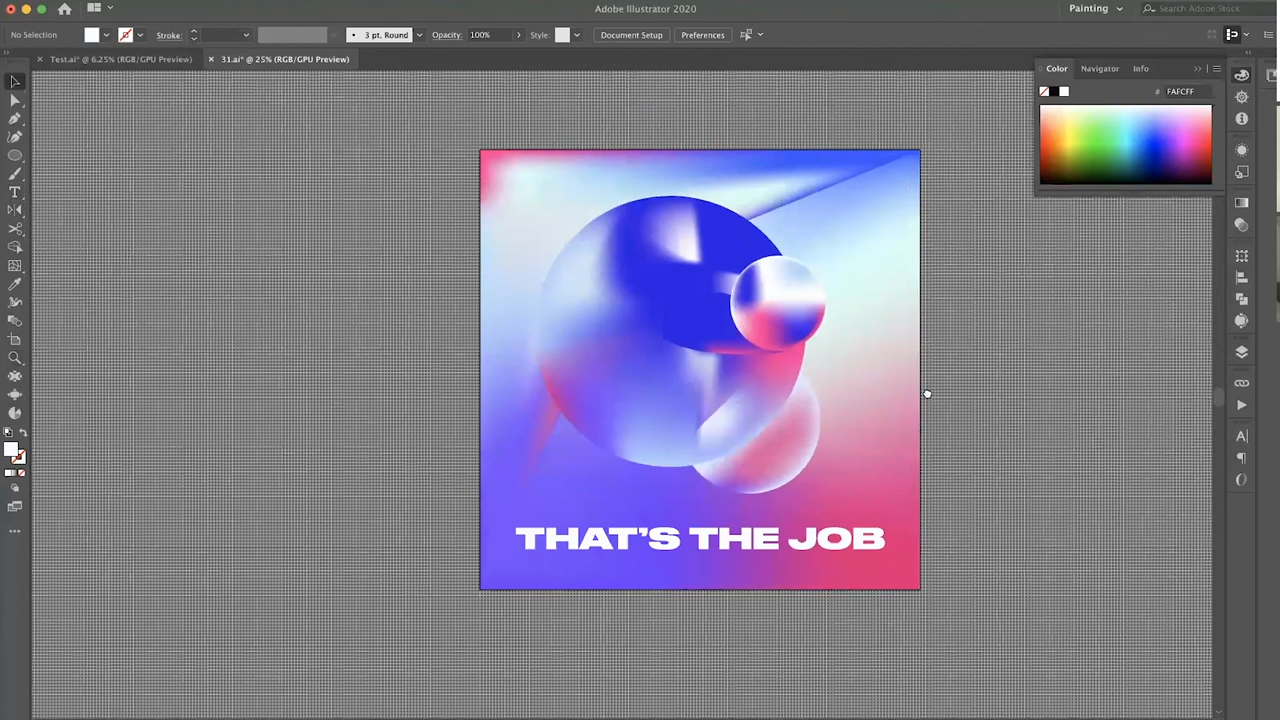 Adobe Illustrator 2020
Painting
Search Adobe Stock
No Selection
Stroke:
3 pt. Round
Opacity:
100%
Style:
Document Setup
Preferences
Test.ai* @ 6.25% (RGB/GPU Preview)
31.ai* @ 25% (RGB/GPU Preview)
Color
Navigator
Info
# FAFCFF
THAT'S THE JOB